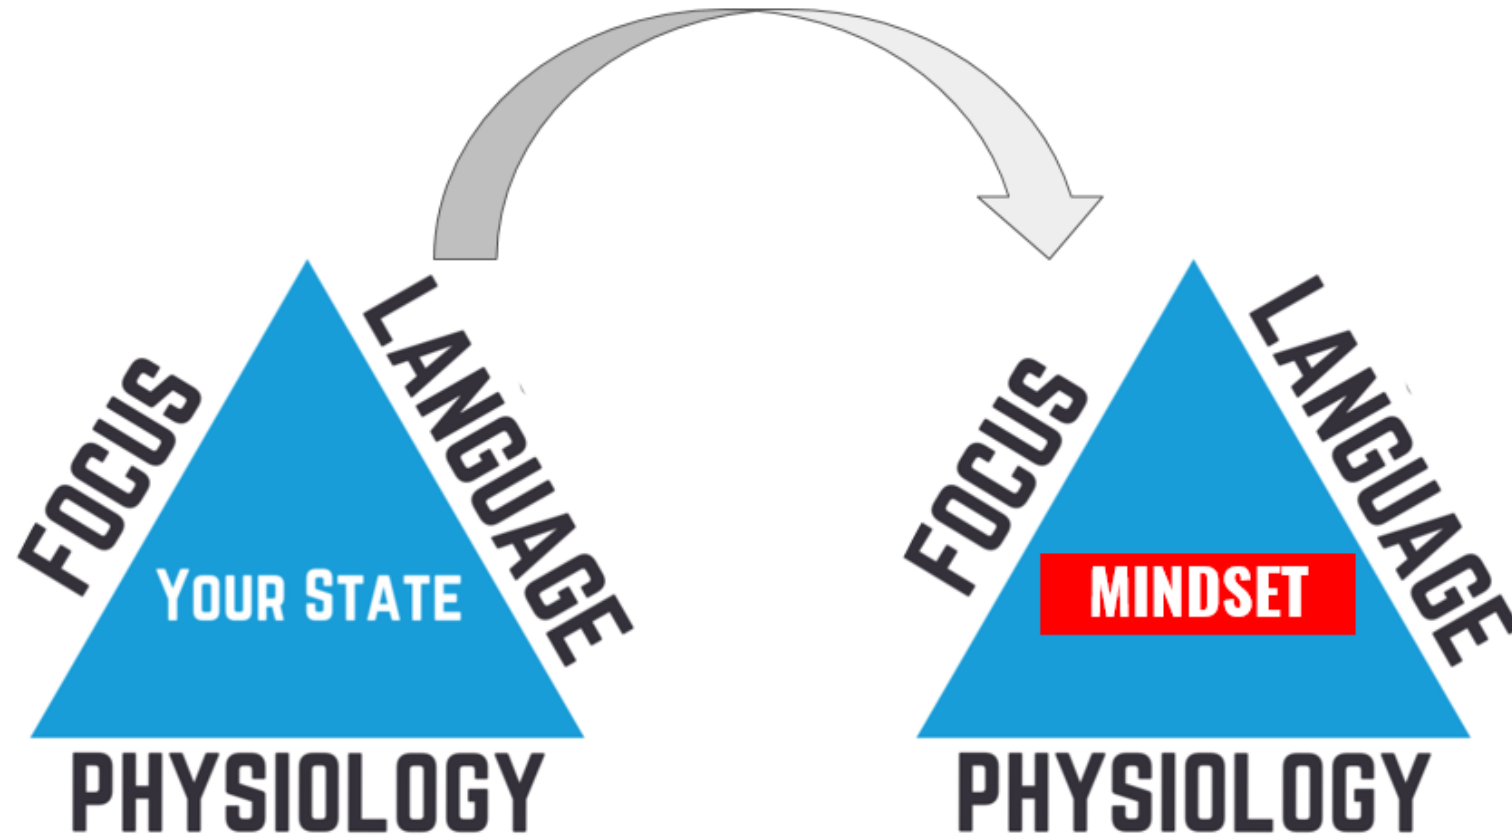 FOCUS
LANGUAGE
YOUR STATE
PHYSIOLOGY
FOCUS
LANGUAGE
MINDSET
PHYSIOLOGY